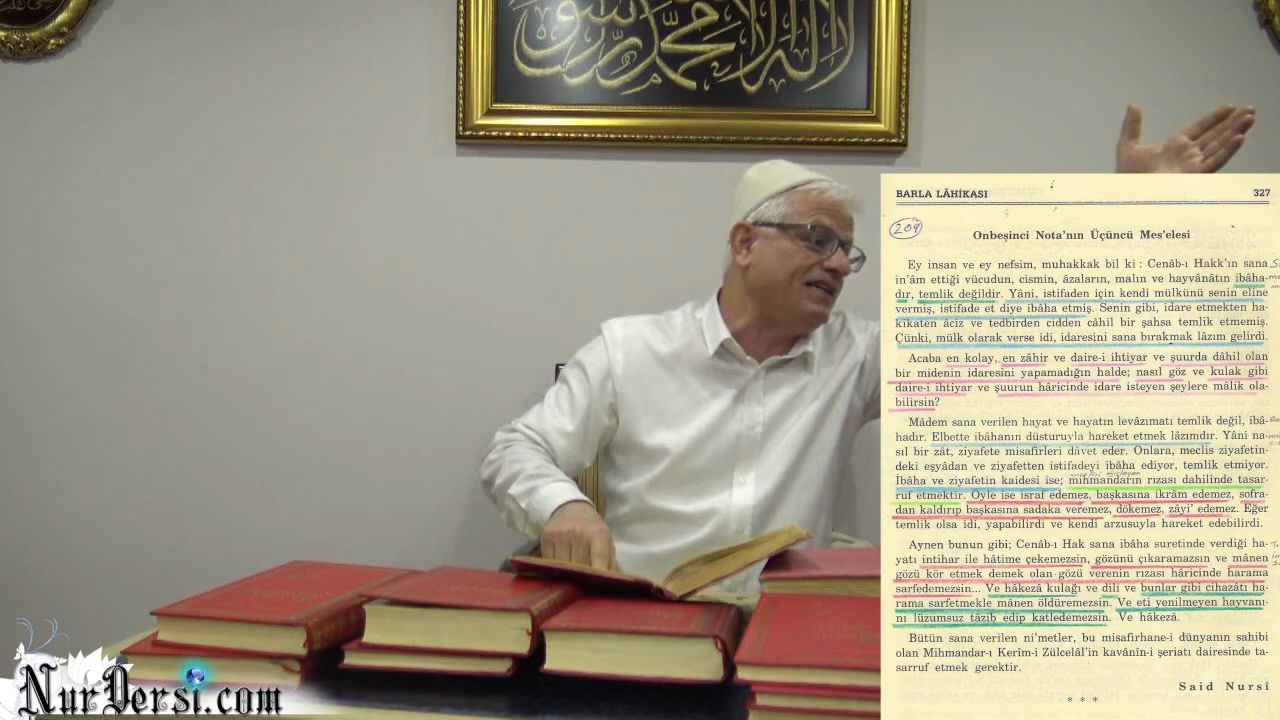 لا اله الا الله محمد رسول
BARLA LÂHİKASI 327
209
Onbeşinci Nota'nın Üçüncü Mes'elesi
Ey insan ve ey nefsim, muhakkak bil ki : Cenâb-ı Hakk'ın sana
in'âm ettiği vücudun, cismin, âzaların, malın ve hayvânâtın ibâha-
dır, temlik değildir. Yâni, istifaden için kendi mülkünü senin eline
vermiş, istifade et diye ibâha etmiş. Senin gibi, idare etmekten ha-
kikaten âciz ve tedbirden cidden câhil bir şahsa temlik etmemiş.
Çünki, mülk olarak verse idi, idaresini sana bırakmak lâzım gelirdi.
Acaba en kolay, en zâhir ve daire-i ihtiyar ve şuurda dâhil olan
bir midenin idaresini yapamadığın halde; nasıl göz ve kulak gibi
daire-i ihtiyar ve şuurun hâricinde idare isteyen şeylere mâlik ola-
bilirsin?
Mâdem sana verilen hayat ve hayatın levâzımatı temlik değil, ibâ-
hadır. Elbette ibâhanın düsturuyla hareket etmek lâzımdır. Yâni na-
sıl bir zât, ziyafete misafirleri dâvet eder. Onlara, meclis ziyafetin-
deki eşyâdan ve ziyafetten istifadeyi ibâha ediyor, temlik etmiyor.
İbâha ve ziyafetin kaidesi ise; mihmandarın rızası dahilinde tasar-
ruf etmektir. Öyle ise israf edemez, başkasına ikrâm edemez, sofra-
dan kaldırıp başkasına sadaka veremez, dökemez, zâyi' edemez. Eğer
temlik olsa idi, yapabilirdi ve kendi arzusuyla hareket edebilirdi.
Aynen bunun gibi; Cenâb-ı Hak sana ibâha suretinde verdiği ha-
yatı intihar ile hâtime çekemezsin, gözünü çıkaramazsın ve mânen
gözü kör etmek demek olan gözü verenin rızası hâricinde harama
sarfedemezsin... Ve hâkezâ kulağı ve dili ve bunlar gibi cihazâtı ha-
rama sarfetmekle mânen öldüremezsin. Ve eti yenilmeyen hayvanı-
nı lüzumsuz tâzib edip katledemezsin. Ve hâkeza.
Bütün sana verilen ni'metler, bu misafirhane-i dünyanın sahibi
olan Mihmandar-ı Kerîm-i Zülcelâl'in kavânîn-i şeriatı dairesinde ta-
sarruf etmek gerektir.
Said Nursî
* * *
NurDersi.com